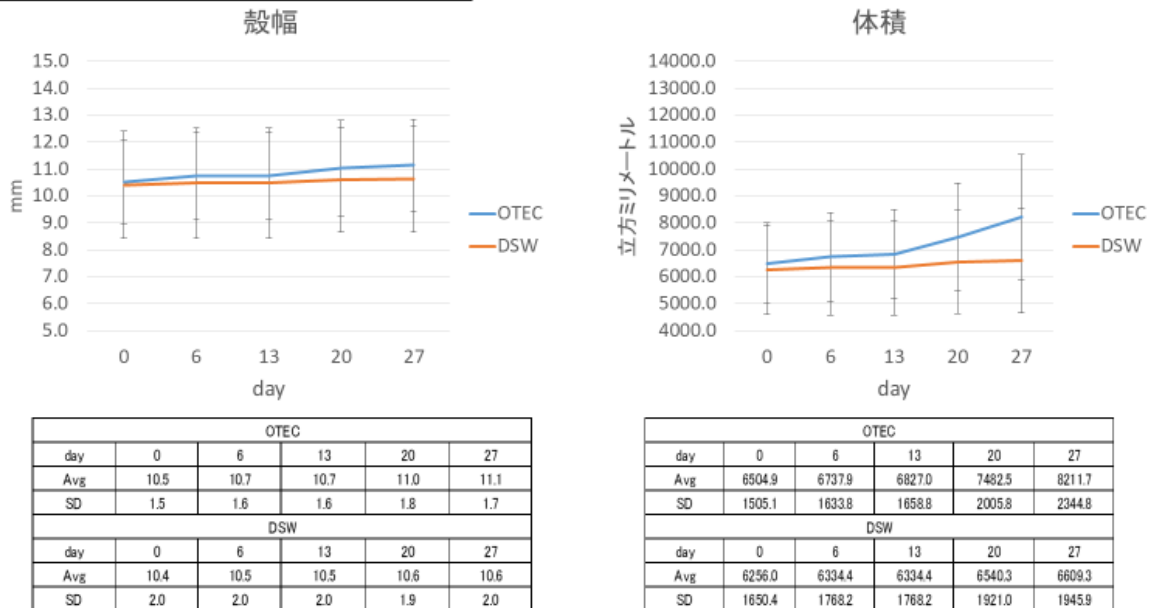 殻幅
15.0
14.0
13.0
12.0
11.0
10.0
9.0
8.0
7.0
6.0
5.0
mm
0 6 13 20 27
day
OTEC
DSW
体積
14000.0
13000.0
12000.0
11000.0
10000.0
9000.0
8000.0
7000.0
6000.0
5000.0
4000.0
立方ミリメートル
0 6 13 20 27
day
OTEC
DSW
OTEC
day 0 6 13 20 27
Avg 10.5 10.7 10.7 11.0 11.1
SD 1.5 1.6 1.6 1.8 1.7
DSW
day 0 6 13 20 27
Avg 10.4 10.5 10.5 10.6 10.6
SD 2.0 2.0 2.0 1.9 2.0
OTEC
day 0 6 13 20 27
Avg 6504.9 6737.9 6827.0 7482.5 8211.7
SD 1505.1 1633.8 1658.8 2005.8 2344.8
DSW
day 0 6 13 20 27
Avg 6256.0 6334.4 6334.4 6540.3 6609.3
SD 1650.4 1768.2 1768.2 1921.0 1945.9